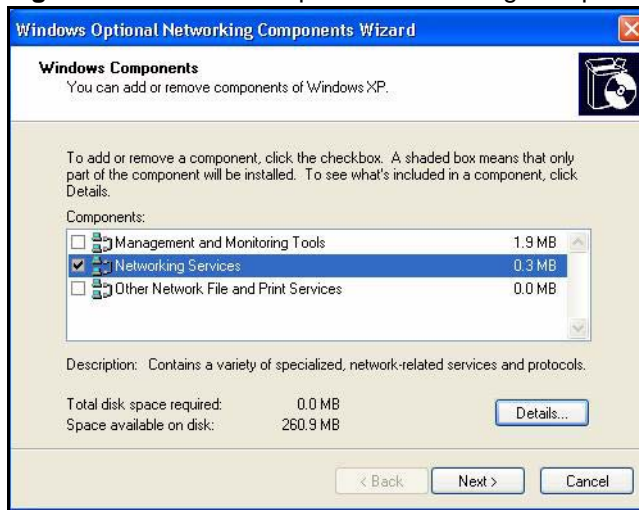 Windows Optional Networking Components Wizard
Windows Components
You can add or remove components of Windows XP.
To add or remove a component, click the checkbox. A shaded box means that only
part of the component will be installed. To see what's included in a component, click
Details.
Components:
Management and Monitoring Tools 1.9 MB
Networking Services 0.3 MB
Other Network File and Print Services 0.0 MB
Description: Contains a variety of specialized, network-related services and protocols.
Total disk space required: 0.0 MB
Space available on disk: 260.9 MB
Details...
< Back Next > Cancel